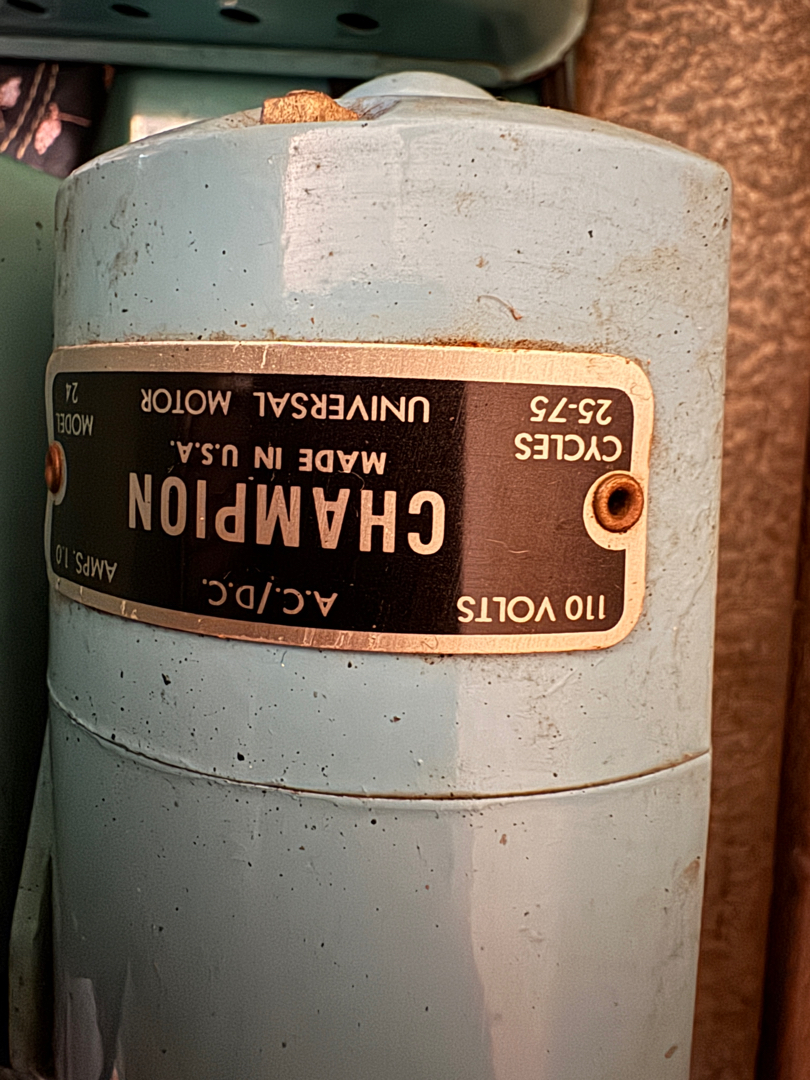 110 VOLTS A.C./D.C. AMPS. 1.0
CHAMPION
MADE IN U.S.A.
CYCLES 25-75 UNIVERSAL MOTOR MODEL 24